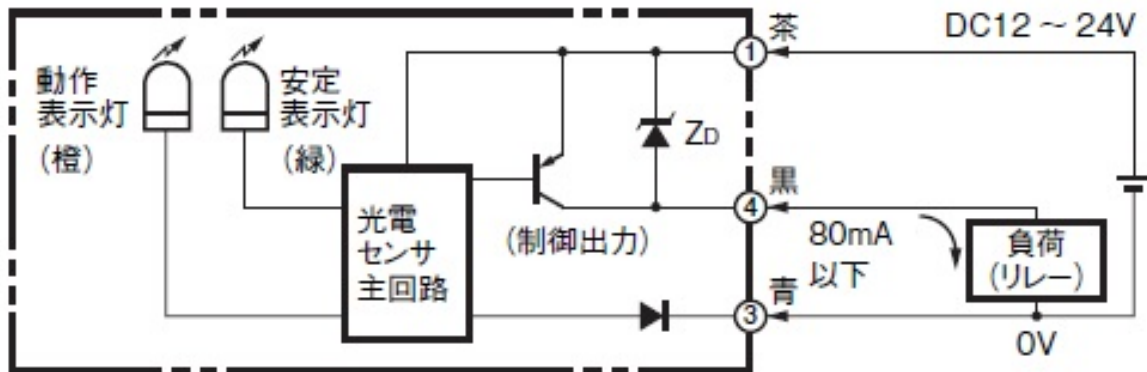 動作
表示灯
(橙)
安定
表示灯
(緑)
光電
センサ
主回路
(制御出力)
ZD
1
茶
DC12 ~ 24V
4
黒
80mA
以下
負荷
(リレー)
3
青
0V